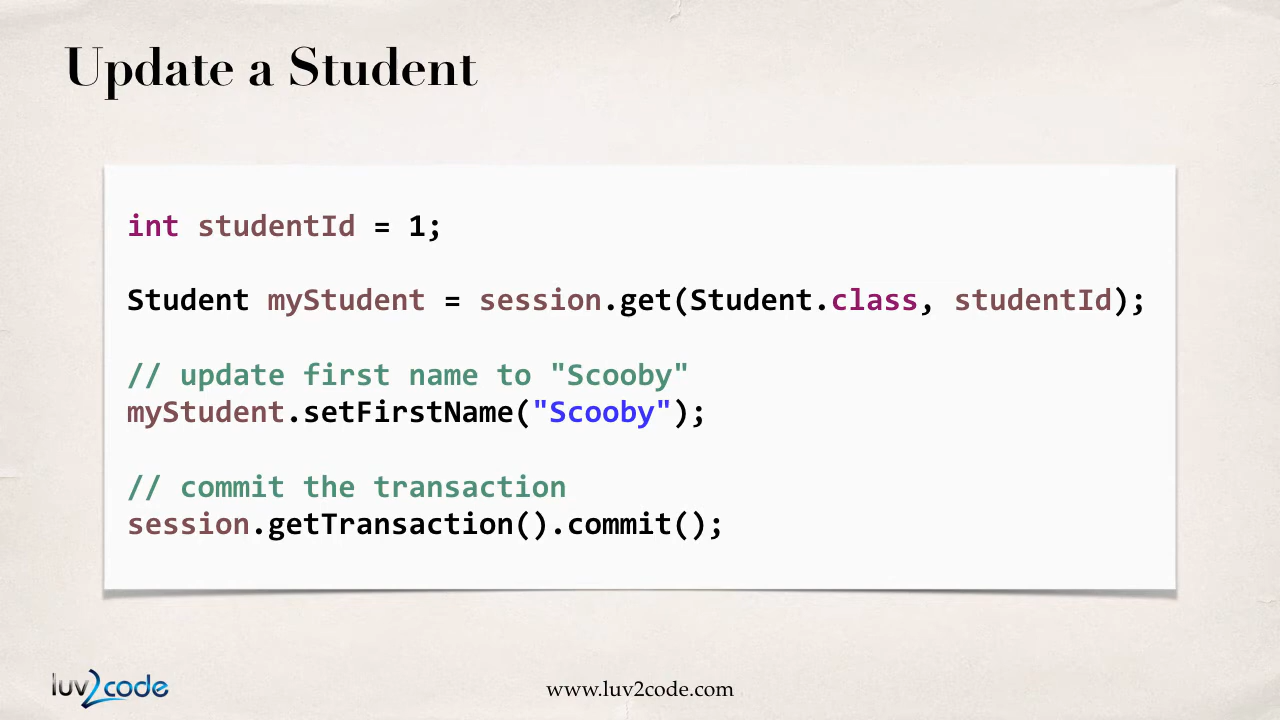 Update a Student
int studentId = 1;
Student myStudent = session.get(Student.class, studentId);
// update first name to "Scooby"
myStudent.setFirstName("Scooby");
// commit the transaction
session.getTransaction().commit();
luv2code
www.luv2code.com